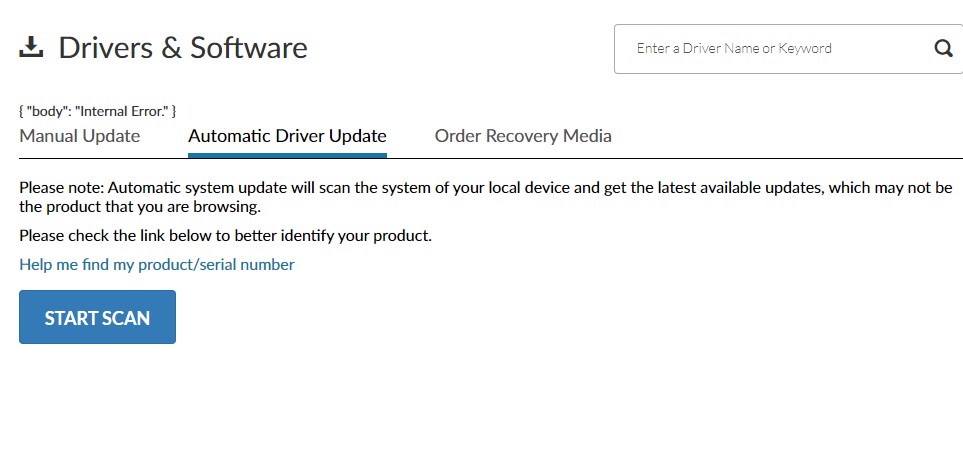 Drivers & Software
Enter a Driver Name or Keyword
{ "body": "Internal Error." }
Manual Update
Automatic Driver Update
Order Recovery Media
Please note: Automatic system update will scan the system of your local device and get the latest available updates, which may not be
the product that you are browsing.
Please check the link below to better identify your product.
Help me find my product/serial number
START SCAN